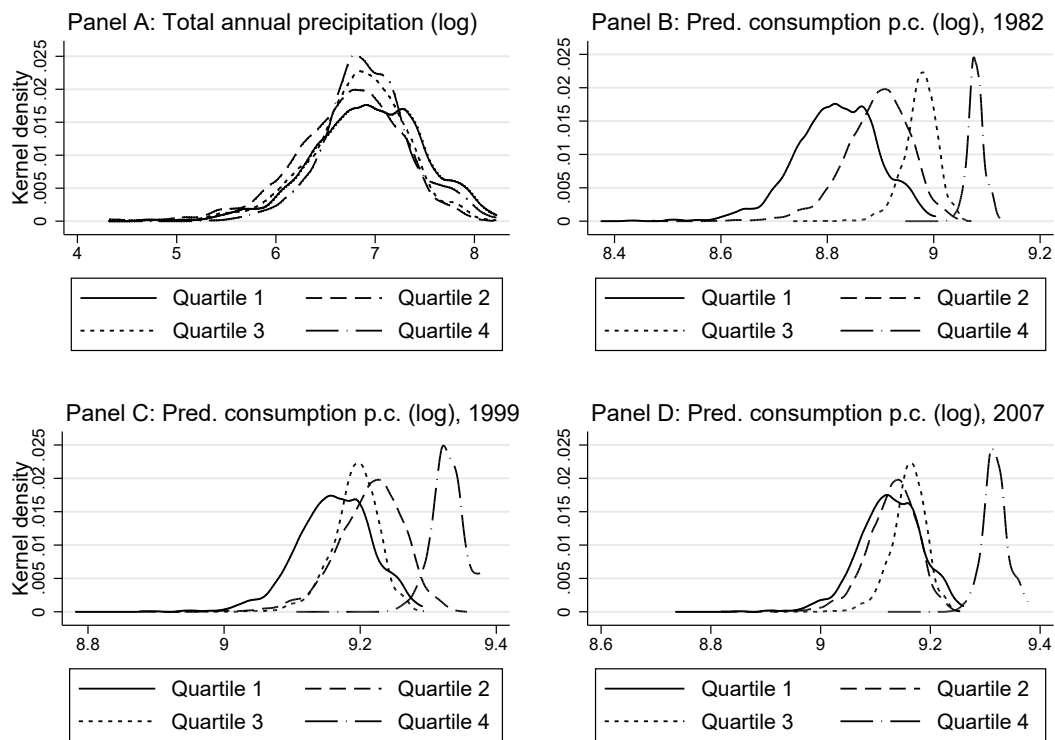 Panel A: Total annual precipitation (log)
Kernel density
0 .005 .01 .015 .02 .025
4 5 6 7 8
Quartile 1 Quartile 2
Quartile 3 Quartile 4
Panel B: Pred. consumption p.c. (log), 1982
0 .005 .01 .015 .02 .025
8.4 8.6 8.8 9 9.2
Quartile 1 Quartile 2
Quartile 3 Quartile 4
Panel C: Pred. consumption p.c. (log), 1999
Kernel density
0 .005 .01 .015 .02 .025
8.8 9 9.2 9.4
Quartile 1 Quartile 2
Quartile 3 Quartile 4
Panel D: Pred. consumption p.c. (log), 2007
0 .005 .01 .015 .02 .025
8.6 8.8 9 9.2 9.4
Quartile 1 Quartile 2
Quartile 3 Quartile 4